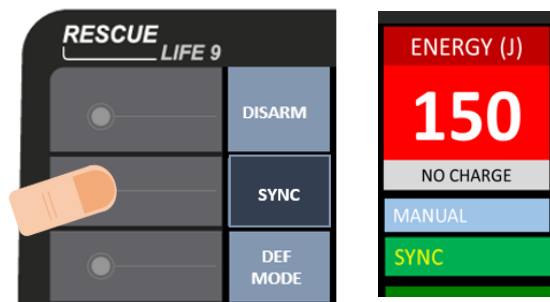 RESCUE
LIFE 9
DISARM
SYNC
DEF
MODE
ENERGY (J)
150
NO CHARGE
MANUAL
SYNC